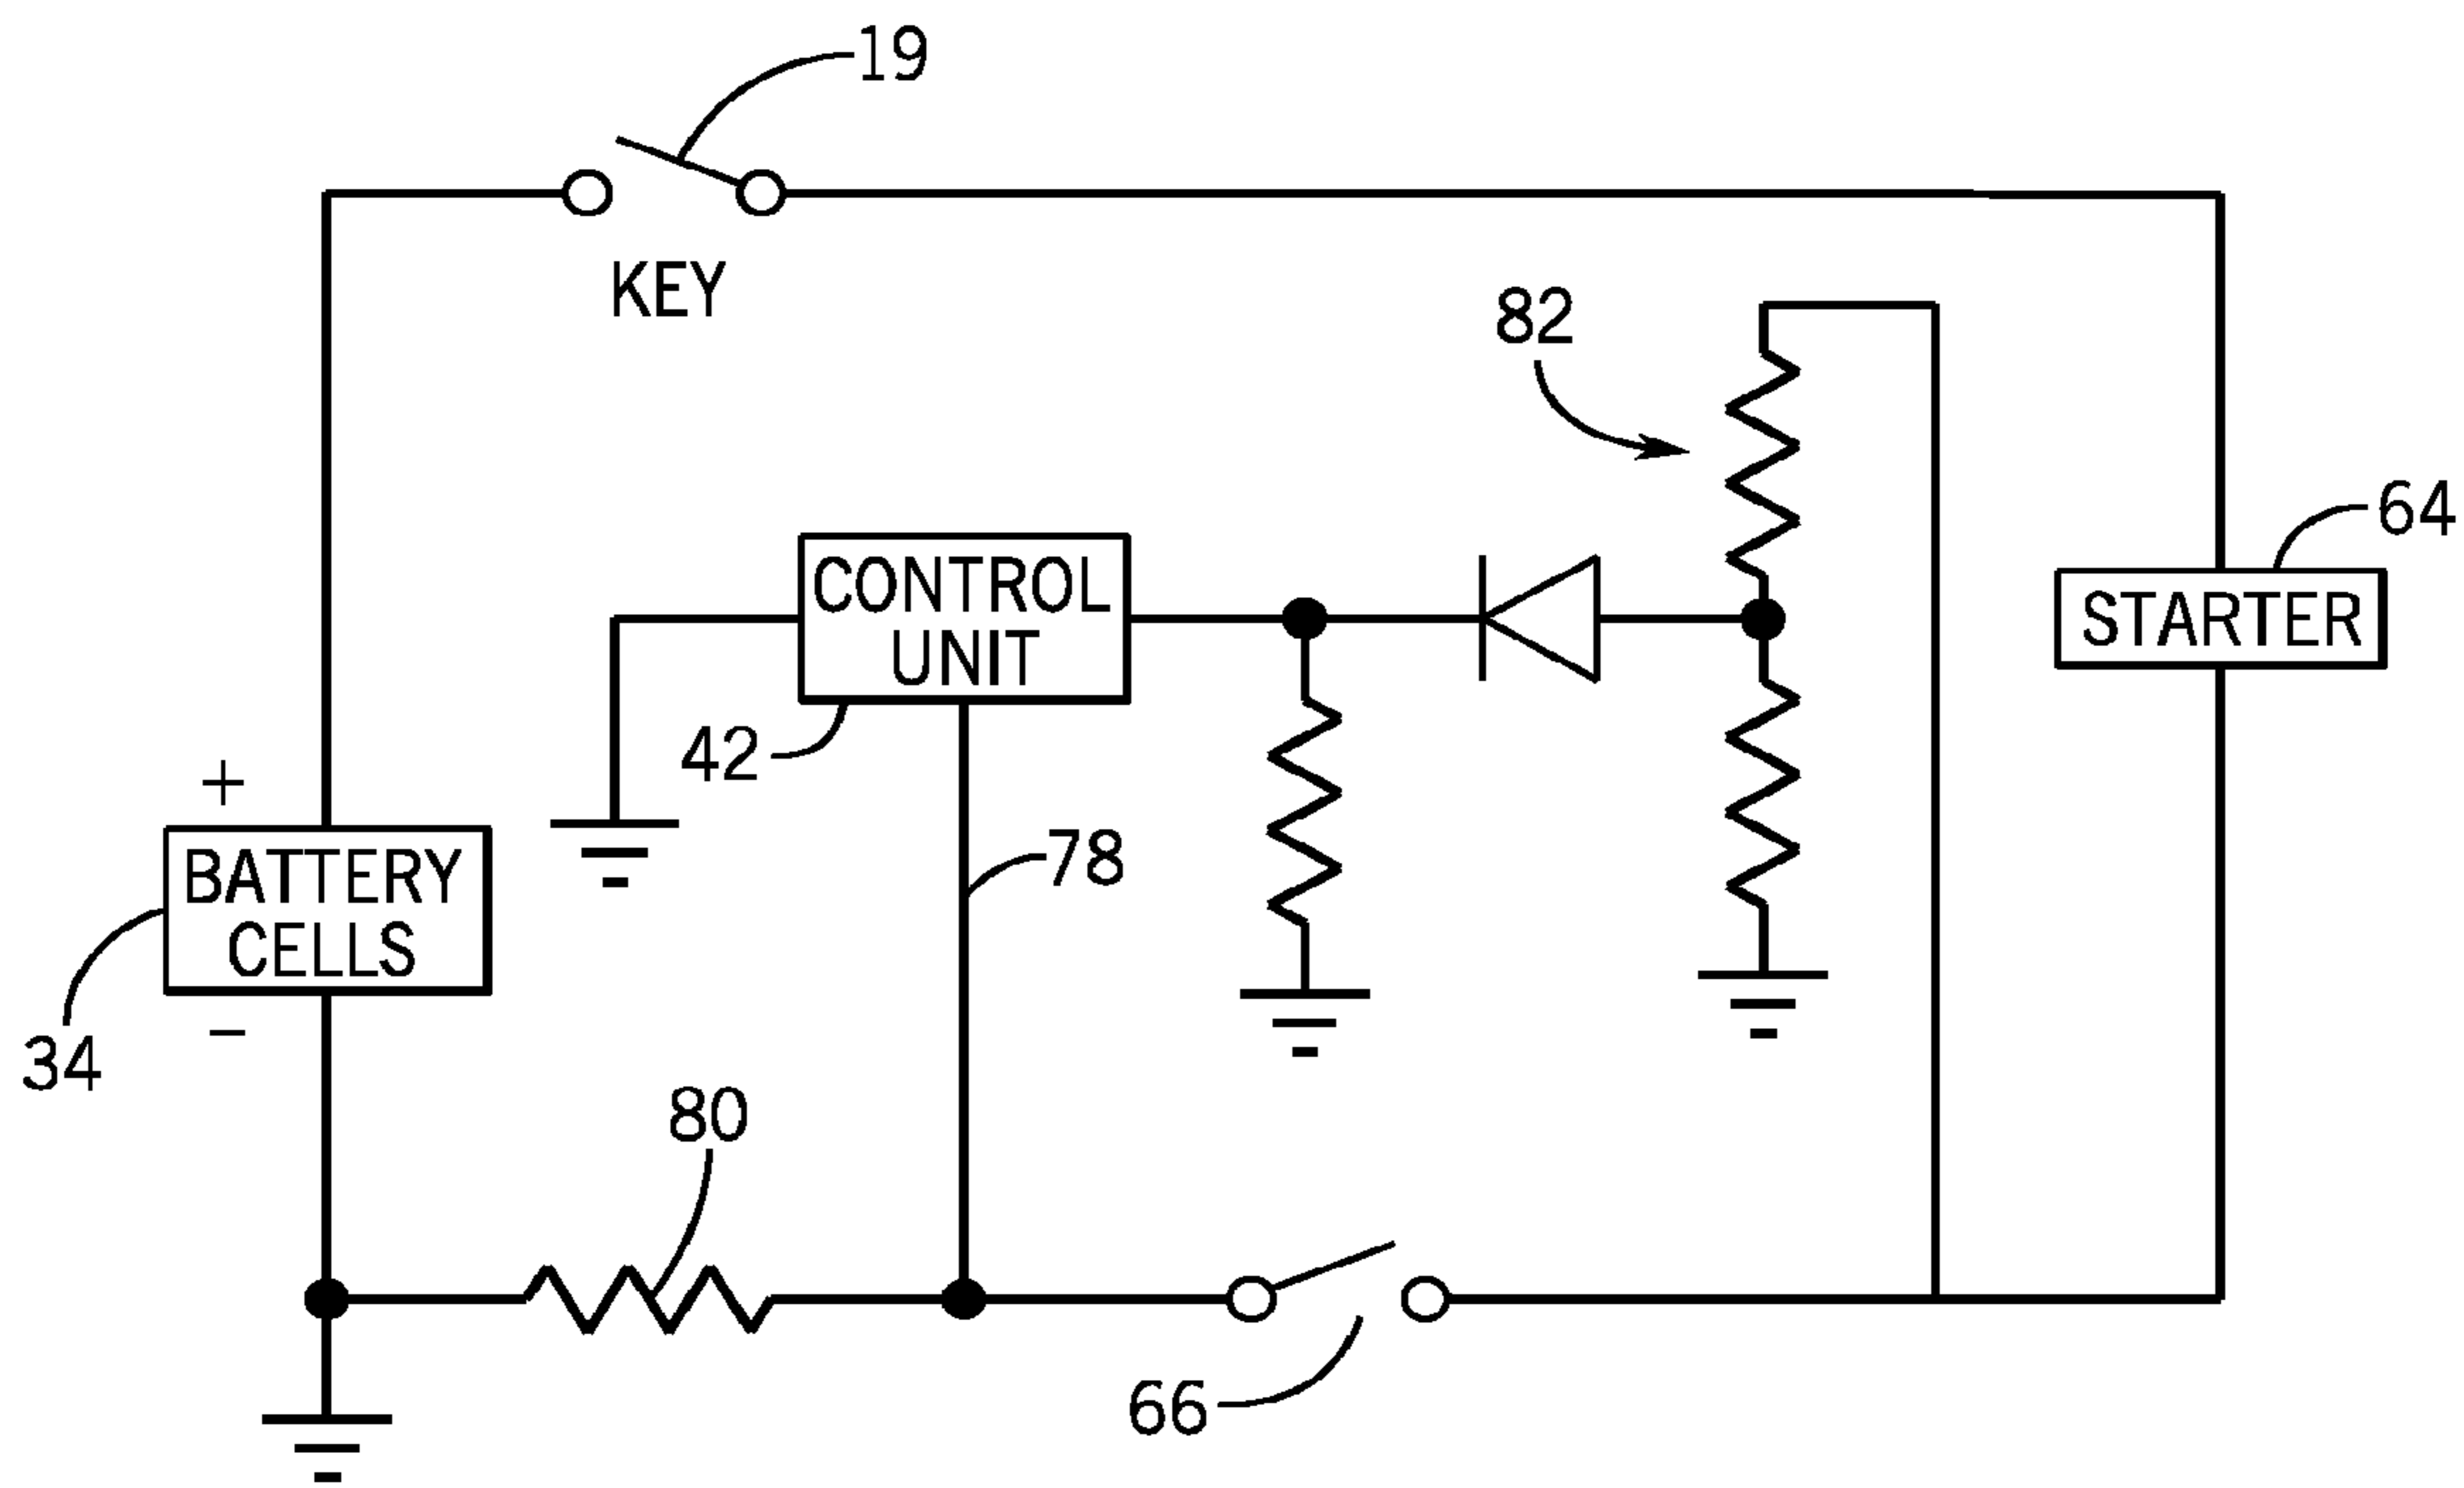 19
KEY
82
64
CONTROL
UNIT
STARTER
42
+
78
BATTERY
CELLS
−
34
80
66